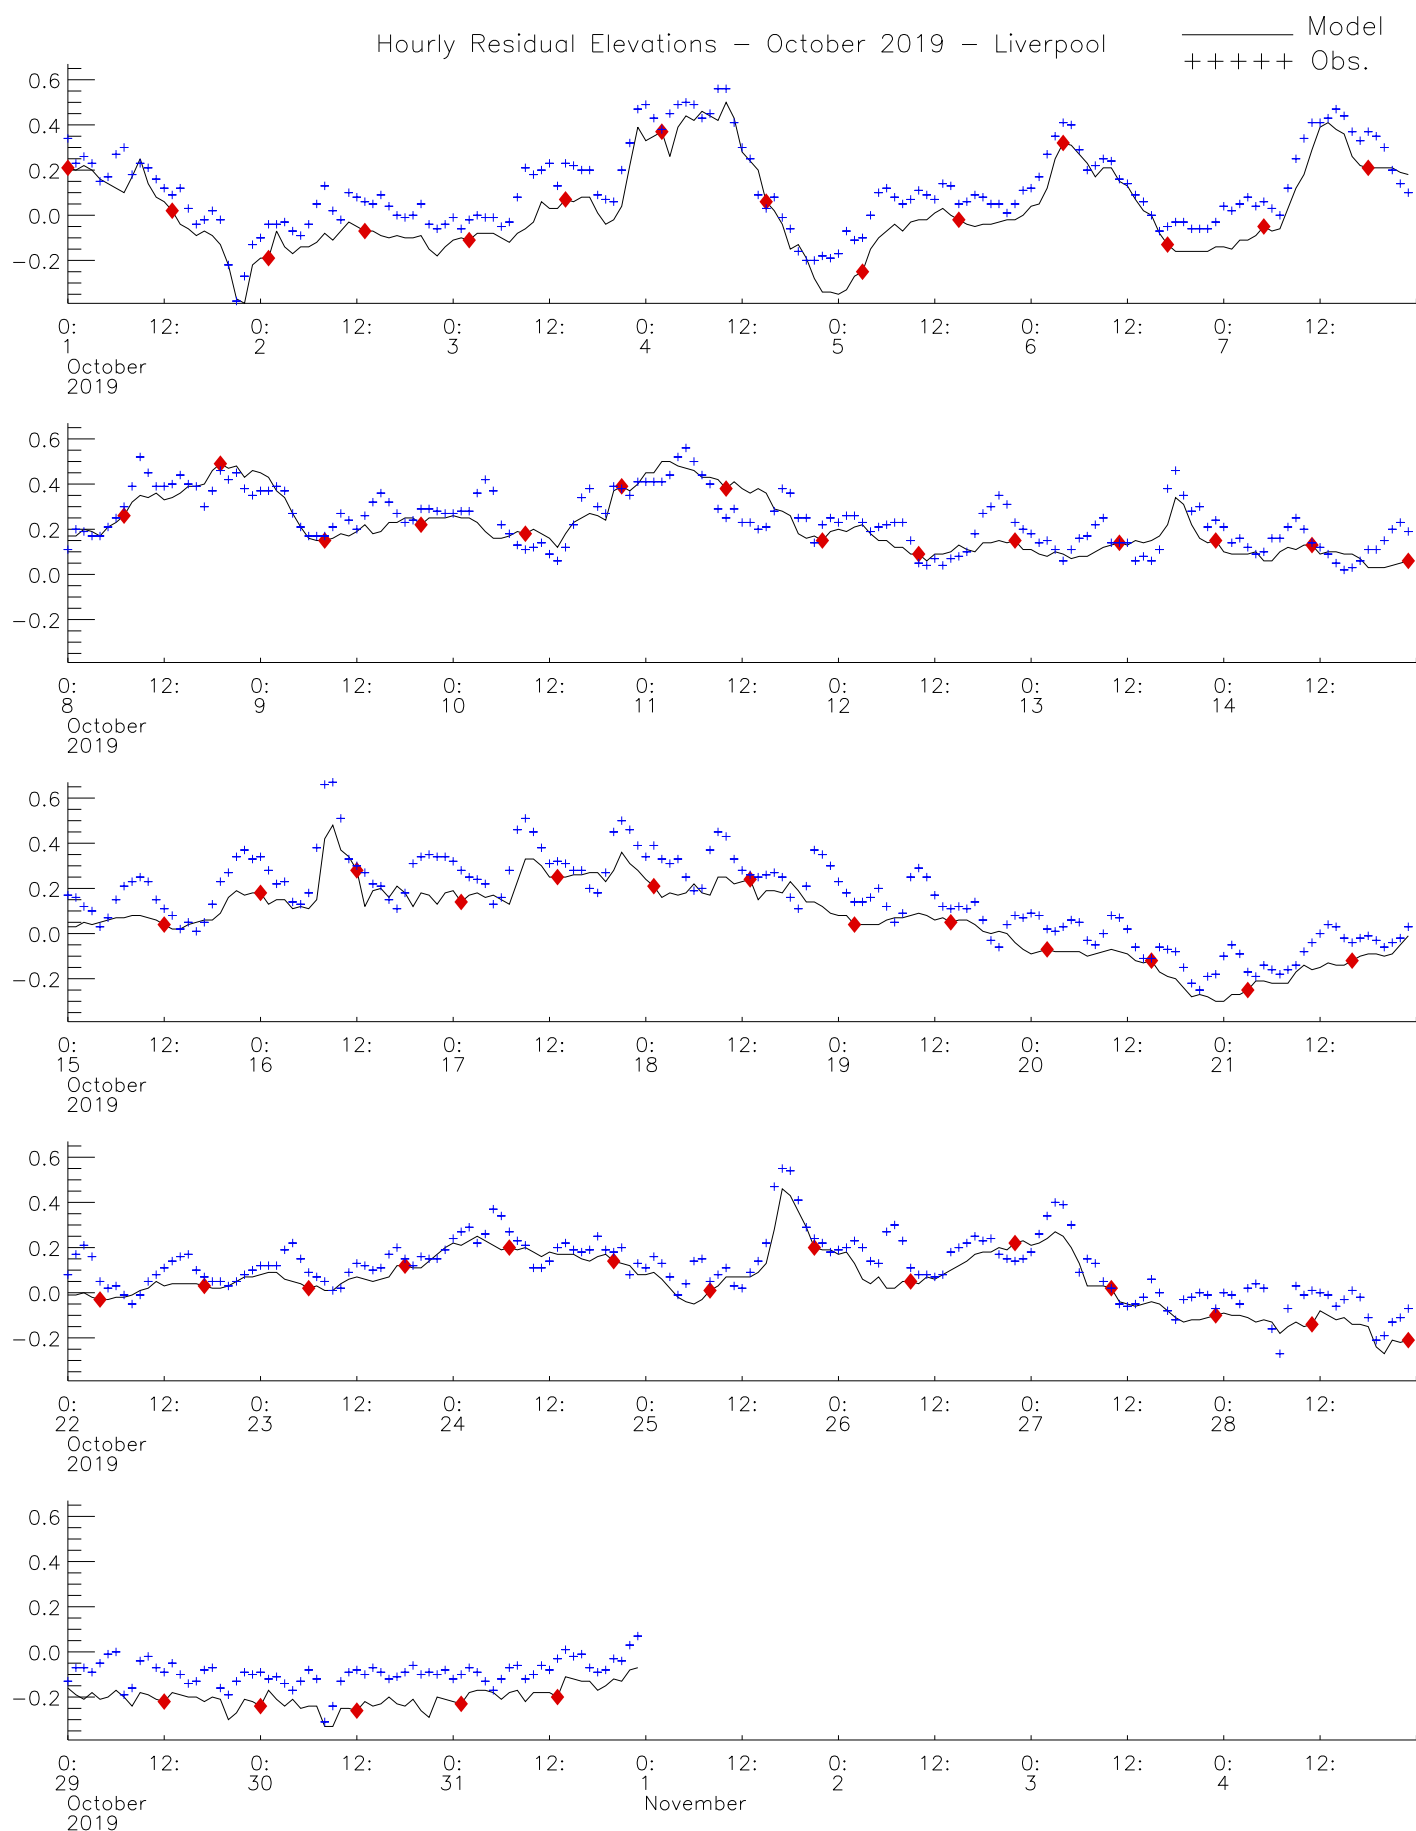 Hourly Residual Elevations – October 2019 – Liverpool
Model
+++++ Obs.
0.6
0.4
0.2
0.0
−0.2
0: 12: 0: 12: 0: 12: 0: 12: 0: 12: 0: 12: 0: 12:
1 2 3 4 5 6 7
October
2019
0.6
0.4
0.2
0.0
−0.2
0: 12: 0: 12: 0: 12: 0: 12: 0: 12: 0: 12: 0: 12:
8 9 10 11 12 13 14
October
2019
0.6
0.4
0.2
0.0
−0.2
0: 12: 0: 12: 0: 12: 0: 12: 0: 12: 0: 12: 0: 12:
15 16 17 18 19 20 21
October
2019
0.6
0.4
0.2
0.0
−0.2
0: 12: 0: 12: 0: 12: 0: 12: 0: 12: 0: 12: 0: 12:
22 23 24 25 26 27 28
October
2019
0.6
0.4
0.2
0.0
−0.2
0: 12: 0: 12: 0: 12: 0: 12: 0: 12: 0: 12: 0: 12:
29 30 31 1 2 3 4
October November
2019